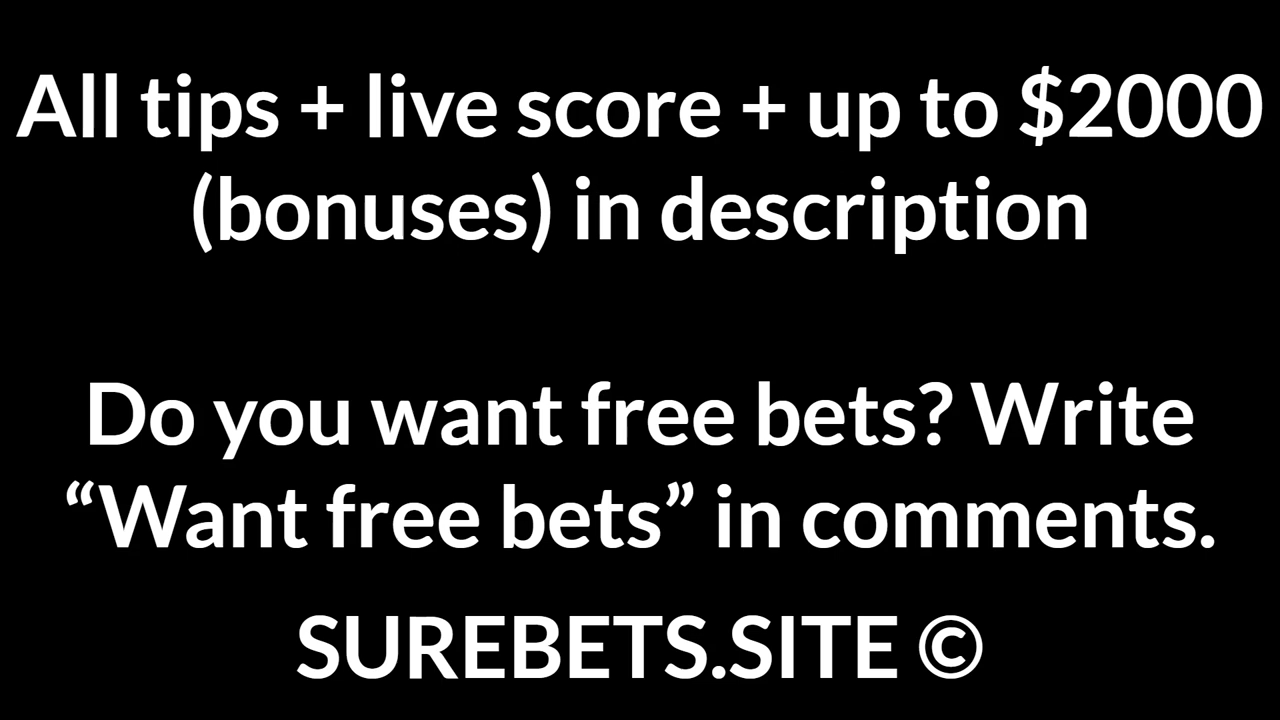 All tips + live score + up to $2000
(bonuses) in description
Do you want free bets? Write
“Want free bets” in comments.
SUREBETS.SITE ©